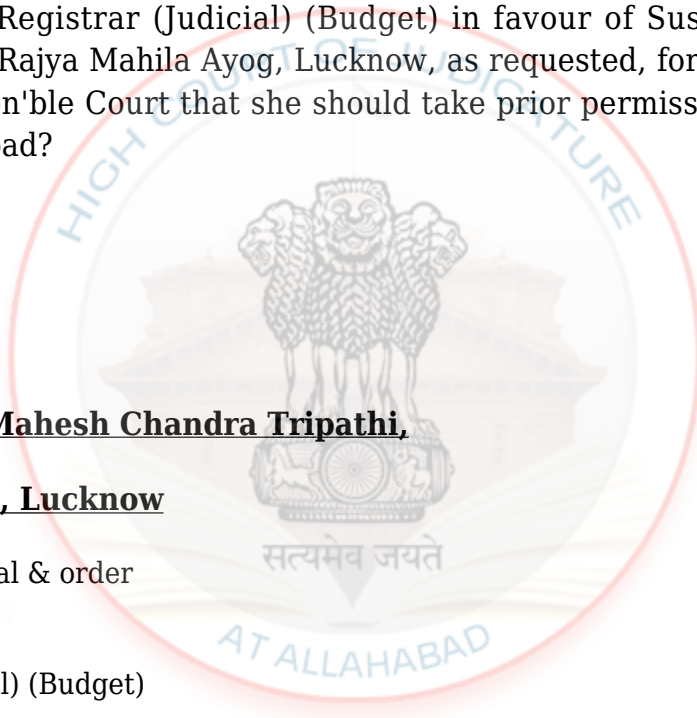 Registrar (Judicial) (Budget) in favour of Sus
Rajya Mahila Ayog, Lucknow, as requested, for
n'ble Court that she should take prior permiss
ad?
HIGH COURT OF JUDICATURE
Mahesh Chandra Tripathi,
, Lucknow
सत्यमेव जयते
al & order
AT ALLAHABAD
l) (Budget)